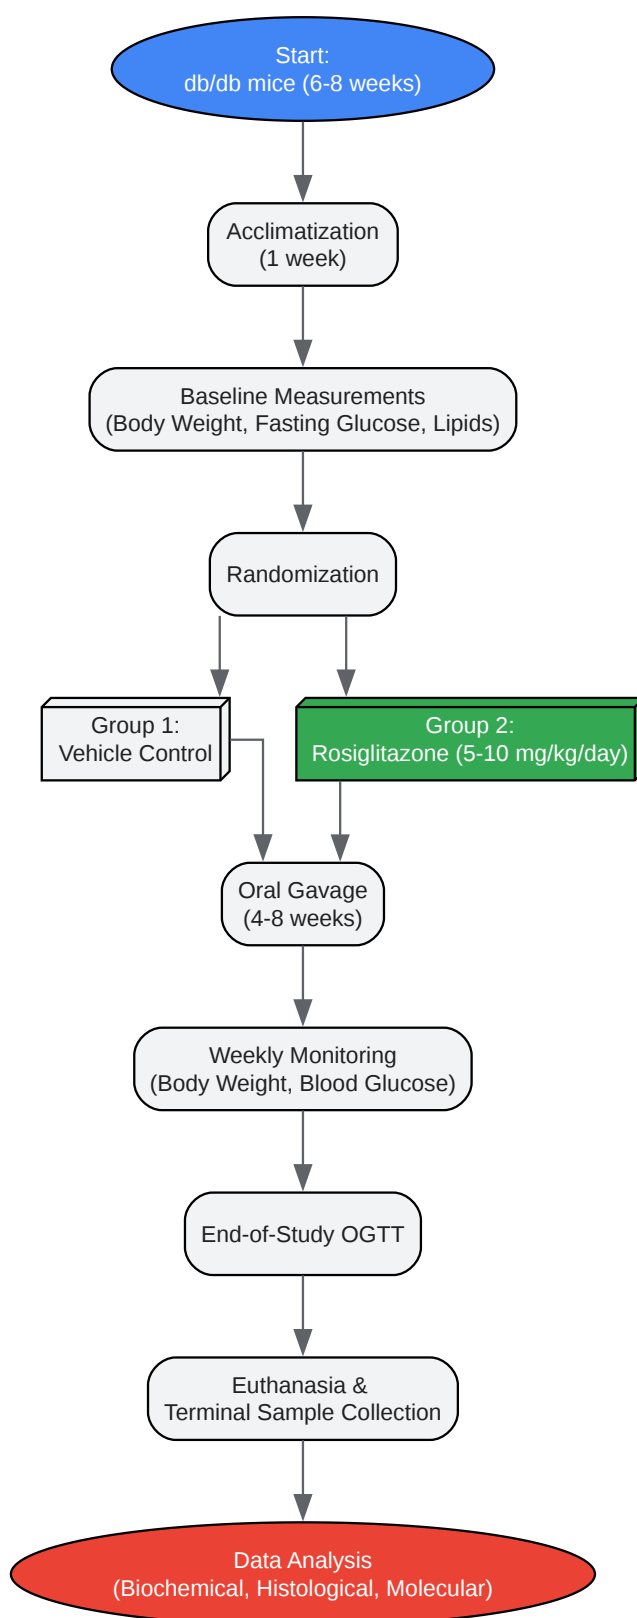 Start:
db/db mice (6-8 weeks)
Acclimatization
(1 week)
Baseline Measurements
(Body Weight, Fasting Glucose, Lipids)
Randomization
Group 1:
Vehicle Control
Group 2:
Rosiglitazone (5-10 mg/kg/day)
Oral Gavage
(4-8 weeks)
Weekly Monitoring
(Body Weight, Blood Glucose)
End-of-Study OGTT
Euthanasia &
Terminal Sample Collection
Data Analysis
(Biochemical, Histological, Molecular)